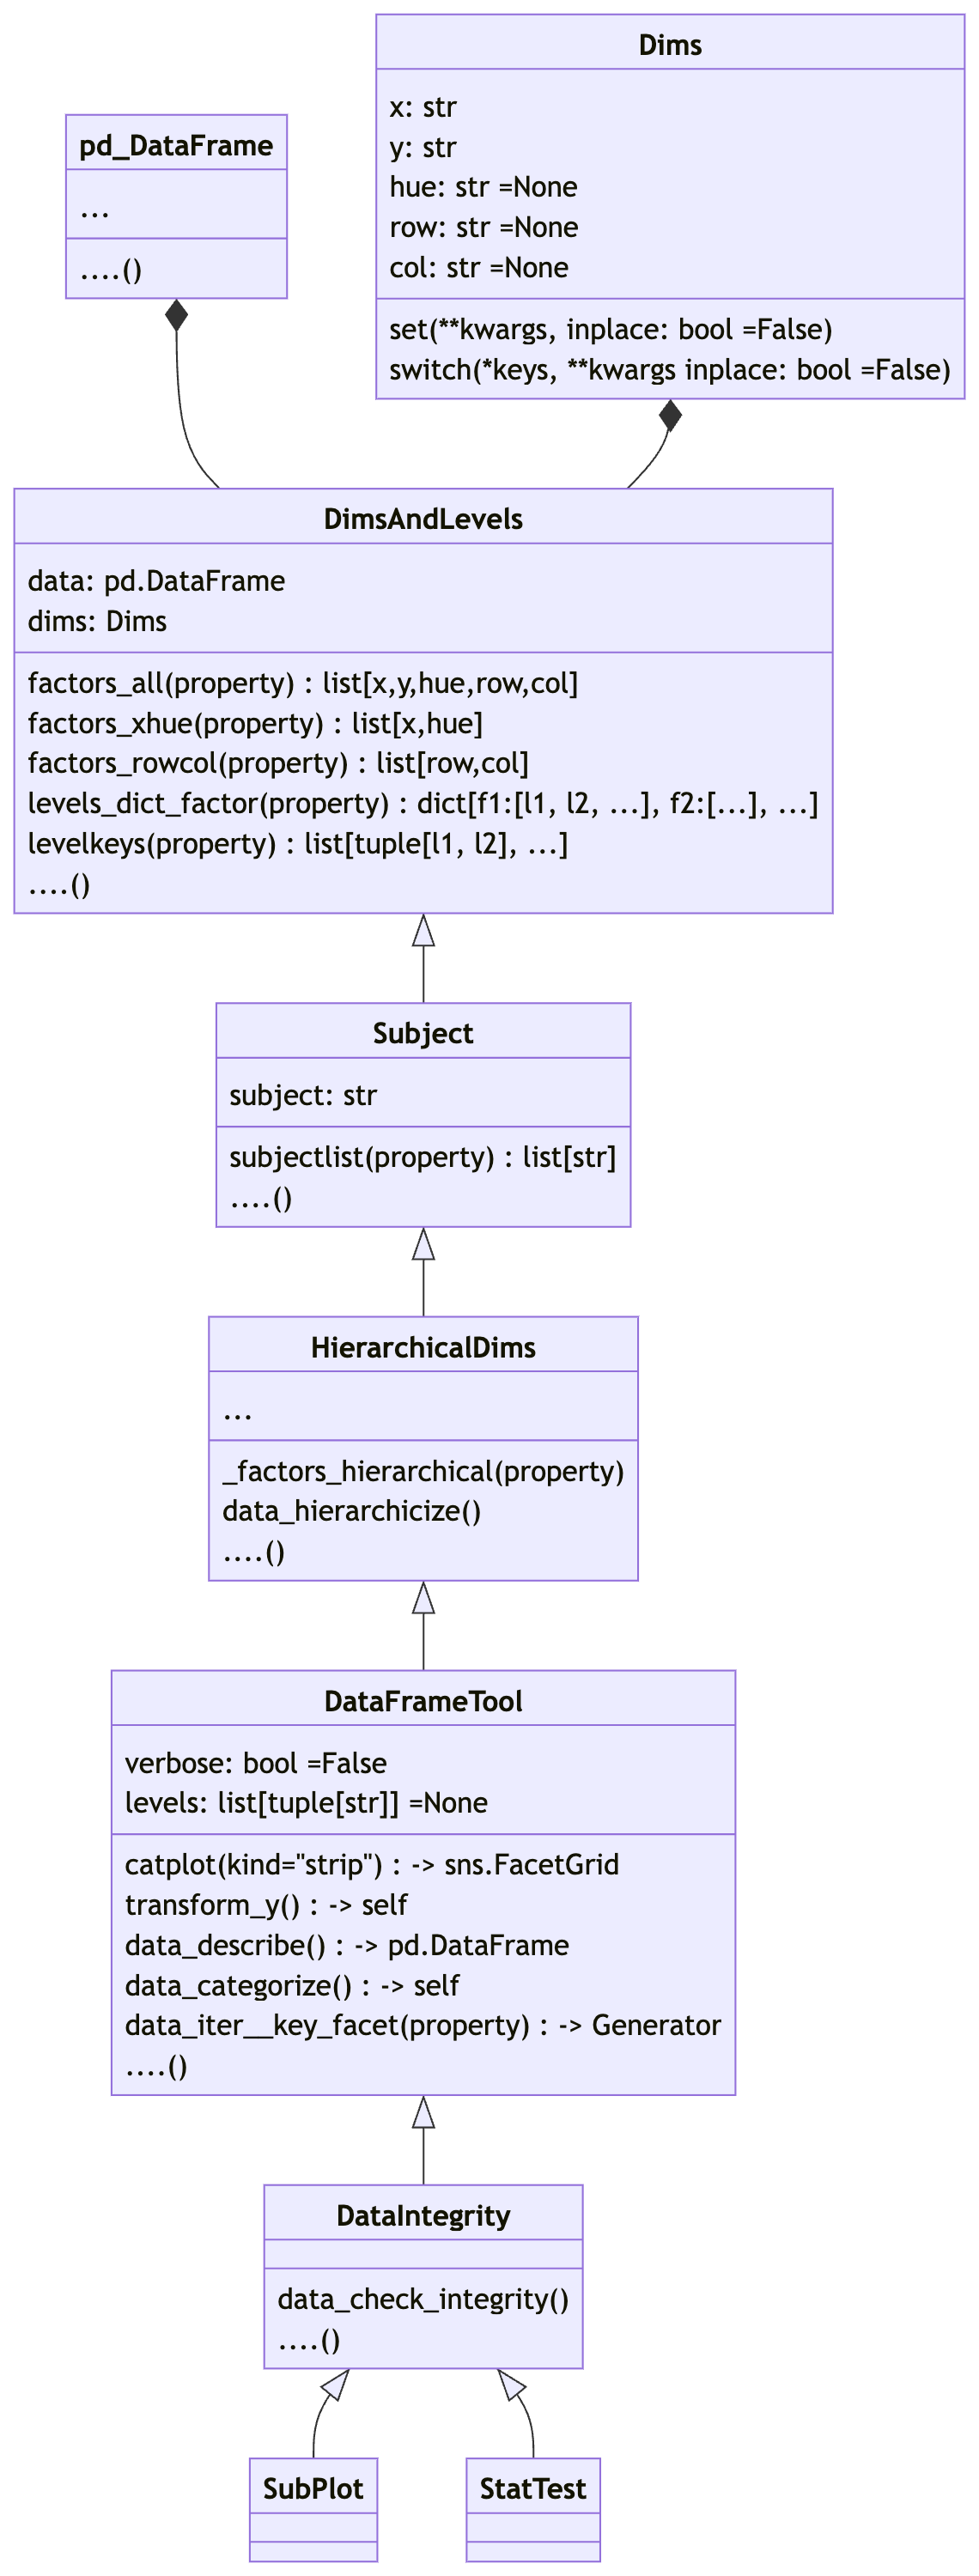 Dims
x: str
y: str
hue: str =None
row: str =None
col: str =None
set(**kwargs, inplace: bool =False)
switch(*keys, **kwargs inplace: bool =False)
pd_DataFrame
...
....()
DimsAndLevels
data: pd.DataFrame
dims: Dims
factors_all(property) : list[x,y,hue,row,col]
factors_xhue(property) : list[x,hue]
factors_rowcol(property) : list[row,col]
levels_dict_factor(property) : dict[f1:[l1, l2, ...], f2:[...], ...]
levelkeys(property) : list[tuple[l1, l2], ...]
....()
Subject
subject: str
subjectlist(property) : list[str]
....()
HierarchicalDims
...
_factors_hierarchical(property)
data_hierarchicize()
....()
DataFrameTool
verbose: bool =False
levels: list[tuple[str]] =None
catplot(kind="strip") : -> sns.FacetGrid
transform_y() : -> self
data_describe() : -> pd.DataFrame
data_categorize() : -> self
data_iter__key_facet(property) : -> Generator
....()
DataIntegrity
data_check_integrity()
....()
SubPlot
StatTest